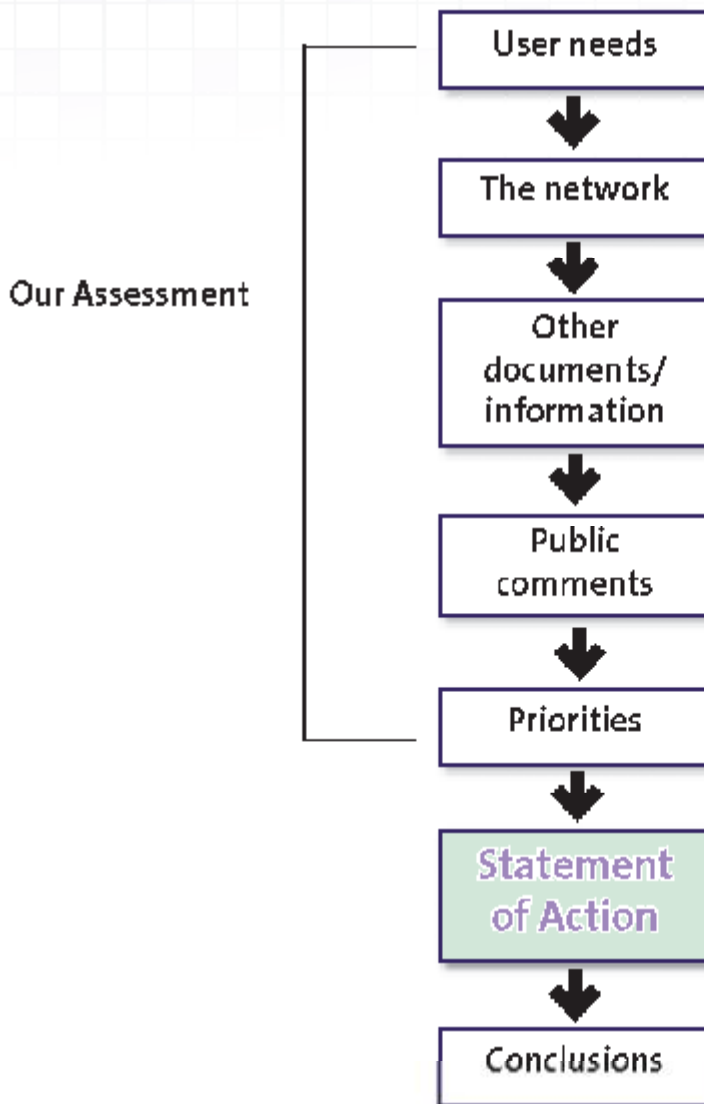 User needs
The network
Our Assessment
Other
documents/
information
Public
comments
Priorities
Statement
of Action
Conclusions